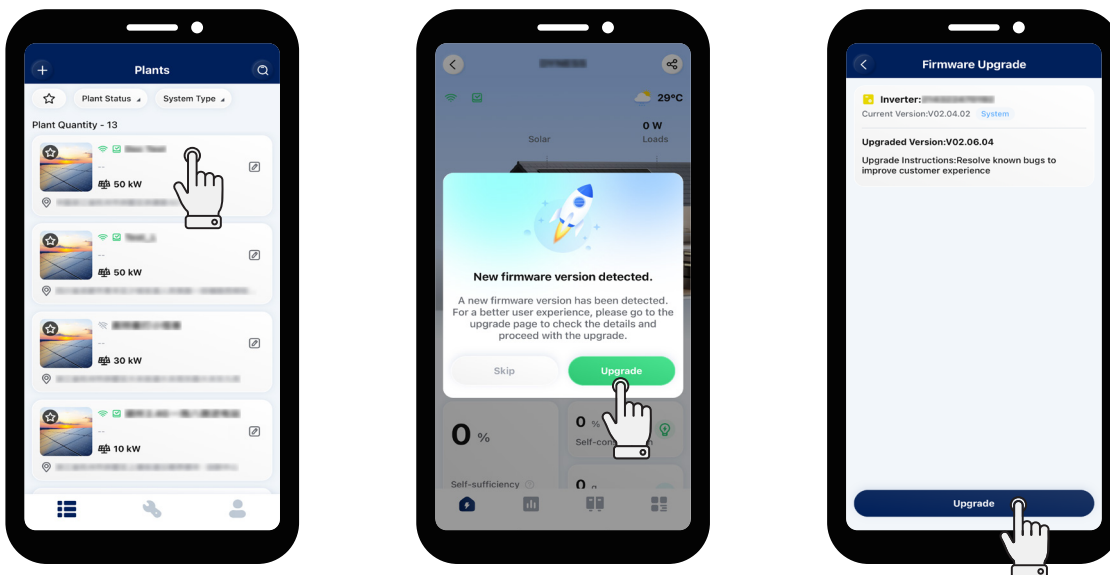 Plants
Plant Status
System Type
Plant Quantity - 13
--
50 kW
--
50 kW
--
30 kW
--
10 kW
29°C
0 W
Solar
Loads
New firmware version detected.
A new firmware version has been detected.
For a better user experience, please go to the
upgrade page to check the details and
proceed with the upgrade.
Skip
Upgrade
0 %
0 %
Self-sufficiency
0
Firmware Upgrade
Inverter:
Current Version:V02.04.02 System
Upgraded Version:V02.06.04
Upgrade Instructions:Resolve known bugs to
improve customer experience
Upgrade